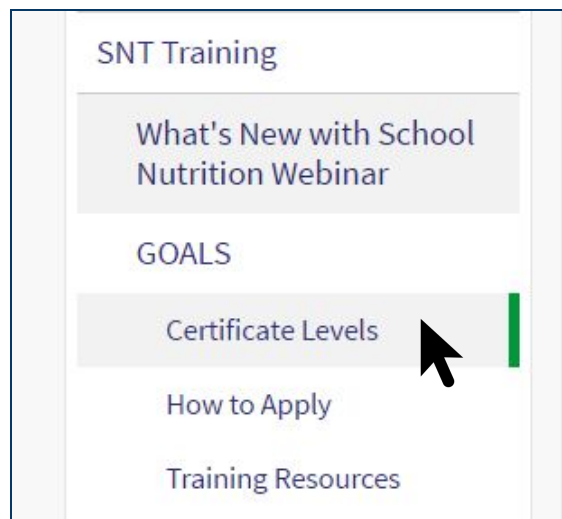 SNT Training
What's New with School
Nutrition Webinar
GOALS
Certificate Levels
How to Apply
Training Resources